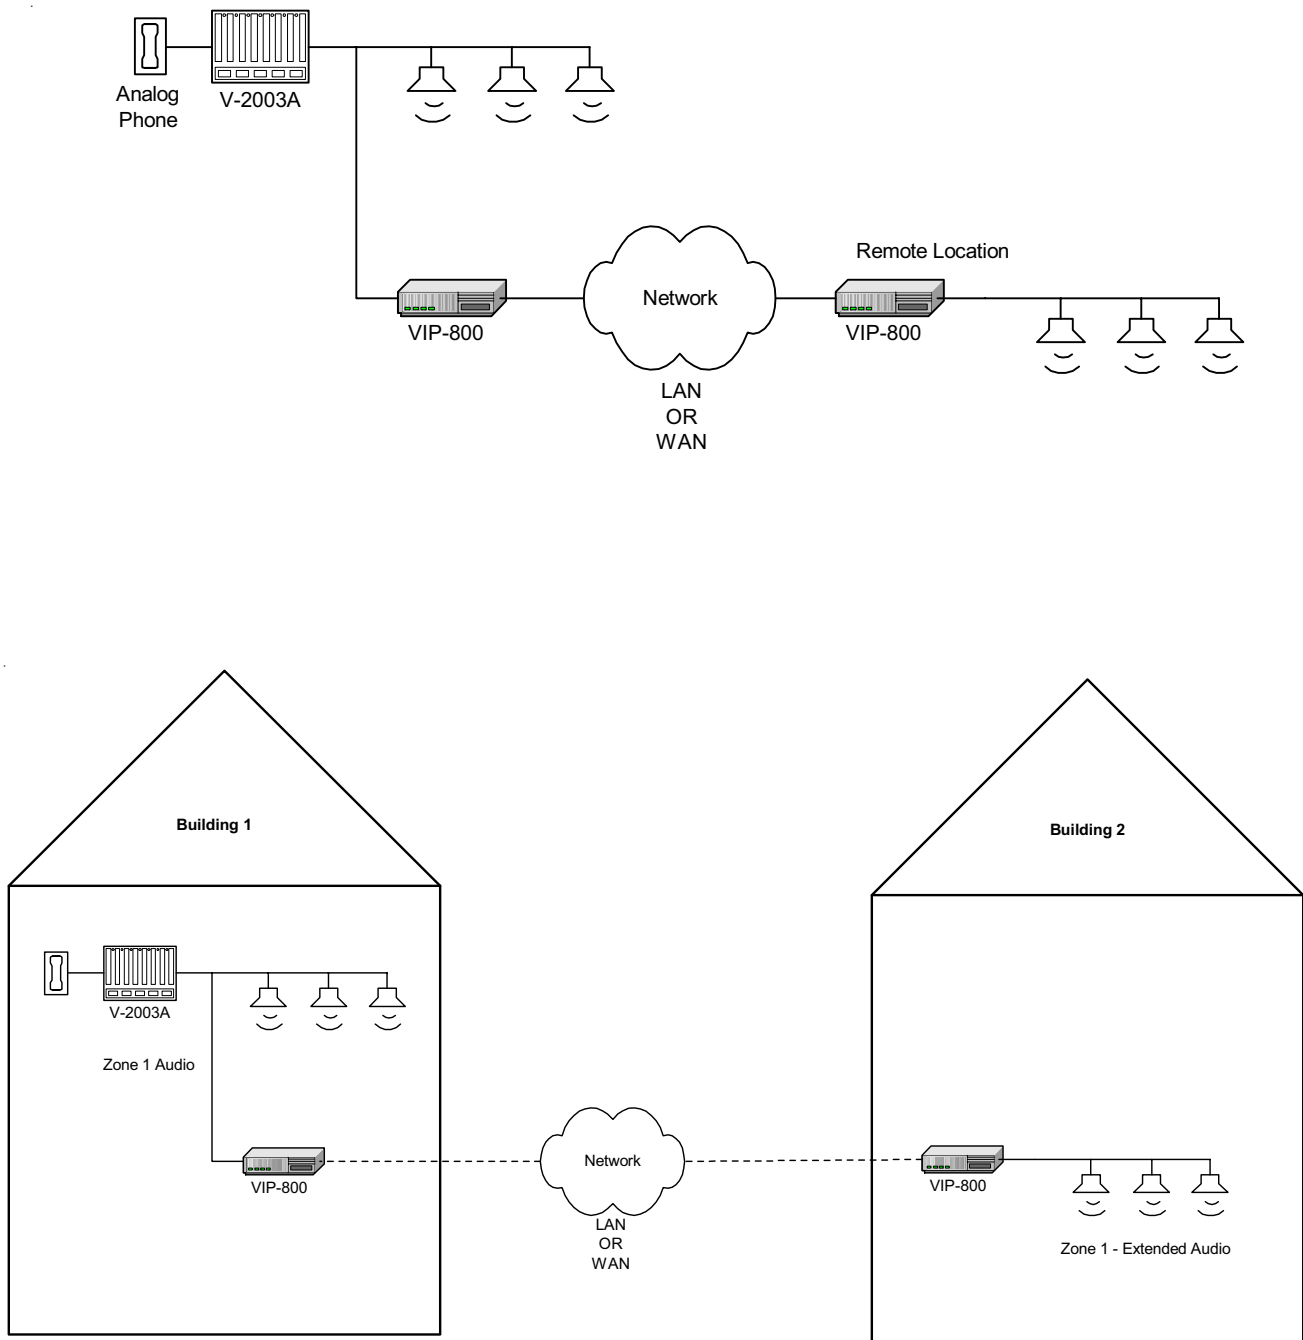 Analog
Phone
V-2003A
Remote Location
Network
VIP-800
VIP-800
LAN
OR
WAN
Building 1
Building 2
V-2003A
Zone 1 Audio
Network
VIP-800
VIP-800
LAN
OR
WAN
Zone 1 - Extended Audio